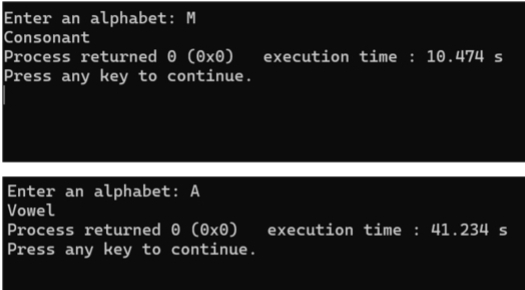 Enter an alphabet: M
Consonant
Process returned 0 (0x0)   execution time : 10.474 s
Press any key to continue.
Enter an alphabet: A
Vowel
Process returned 0 (0x0)   execution time : 41.234 s
Press any key to continue.